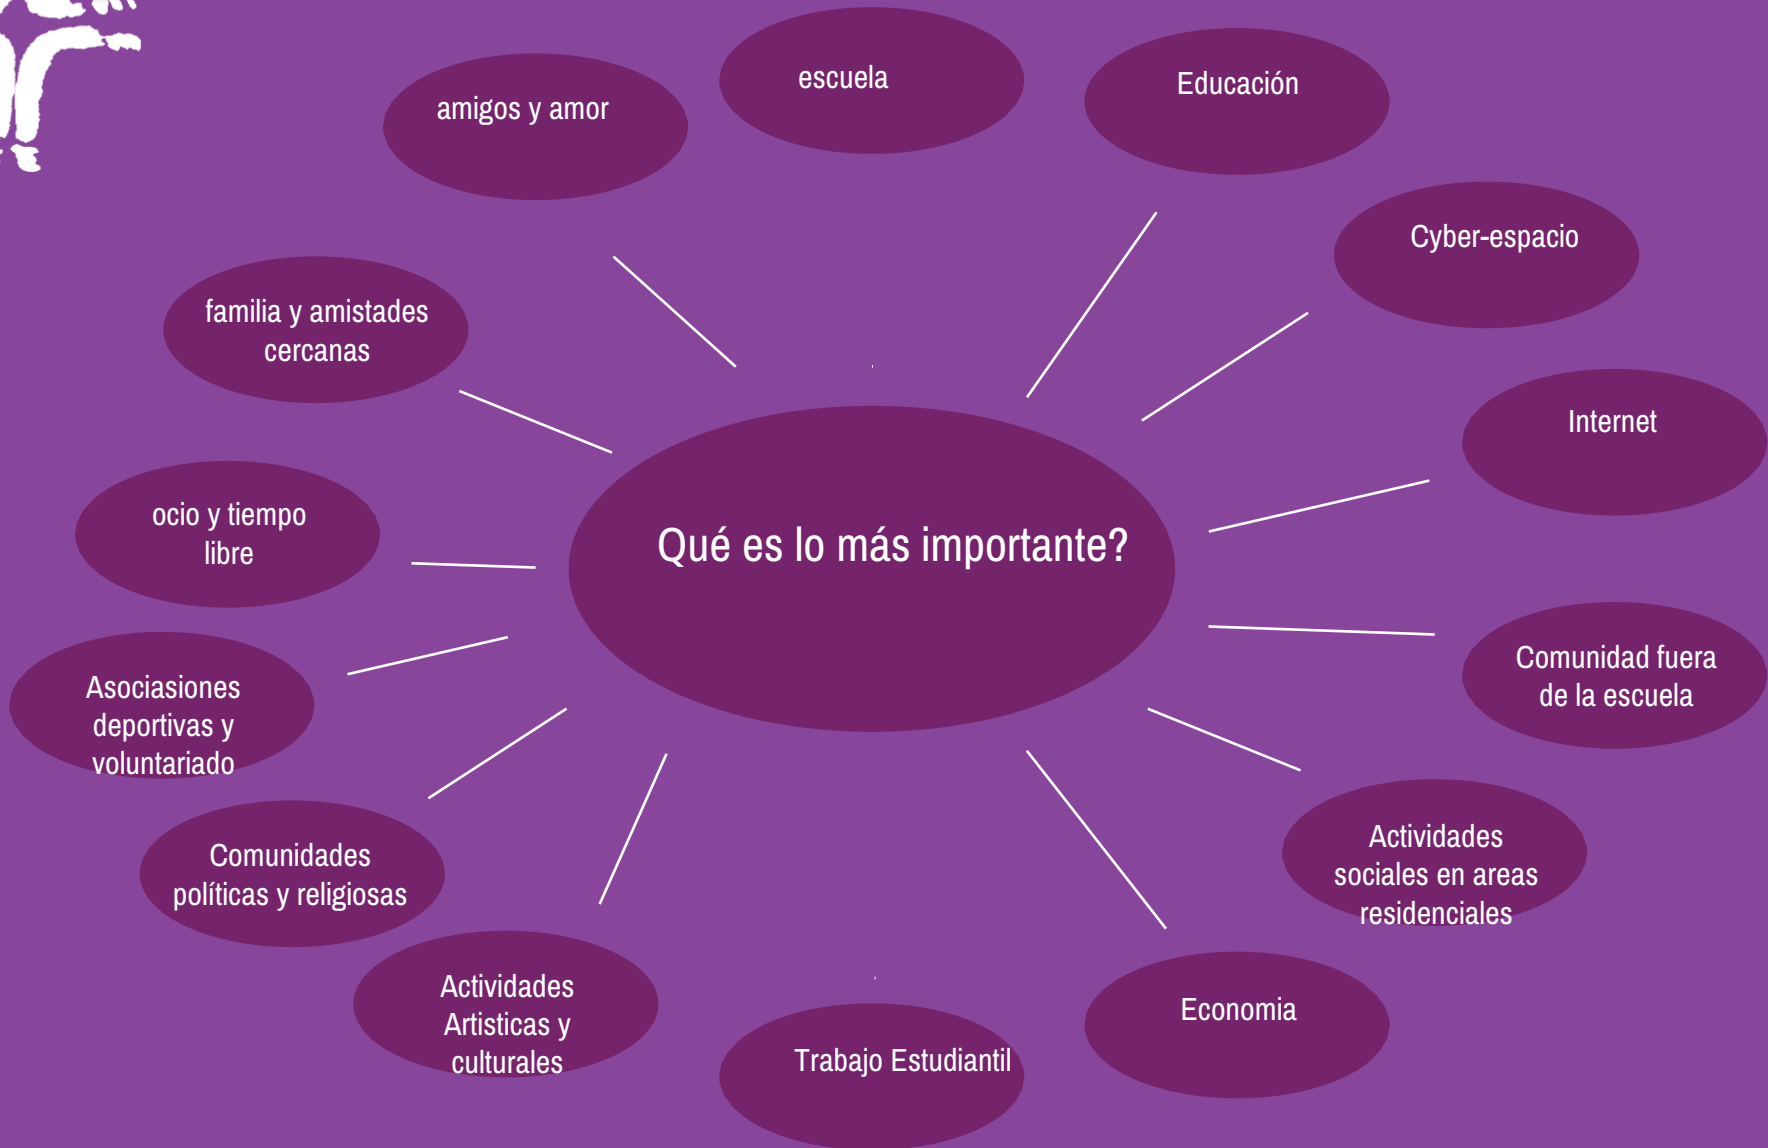 escuela
Educación
amigos y amor
Cyber-espacio
familia y amistades
cercanas
Internet
ocio y tiempo
libre
Qué es lo más importante?
Comunidad fuera
de la escuela
Asociasiones
deportivas y
voluntariado
Actividades
sociales en areas
residenciales
Comunidades
políticas y religiosas
Actividades
Artisticas y
culturales
Economia
Trabajo Estudiantil